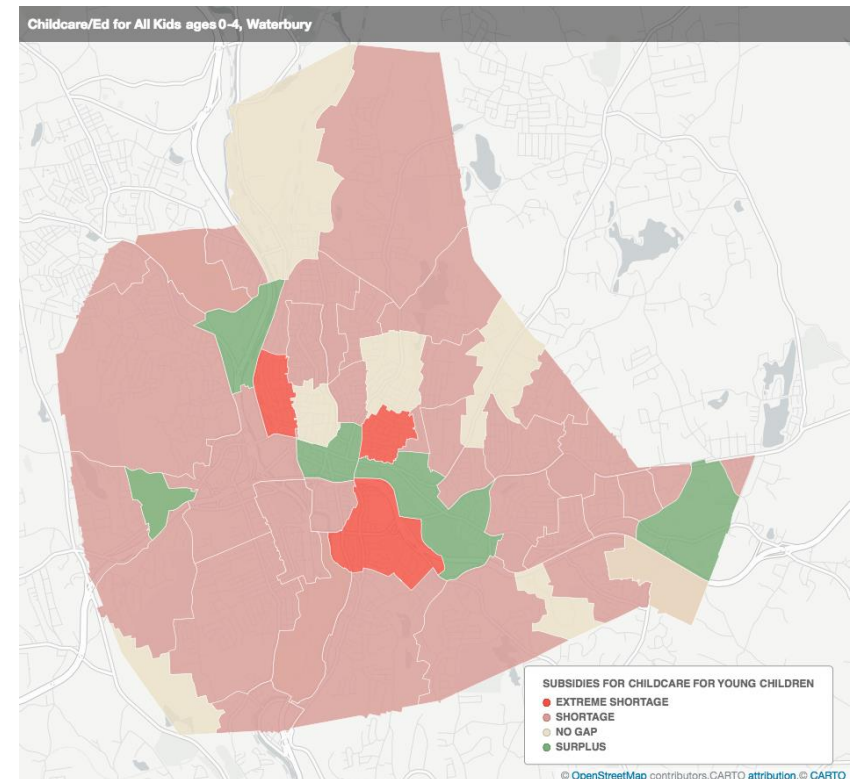 Childcare/Ed for All Kids ages 0-4, Waterbury
SUBSIDIES FOR CHILDCARE FOR YOUNG CHILDREN
EXTREME SHORTAGE
SHORTAGE
NO GAP
SURPLUS
© OpenStreetMap contributors,CARTO attribution,© CARTO